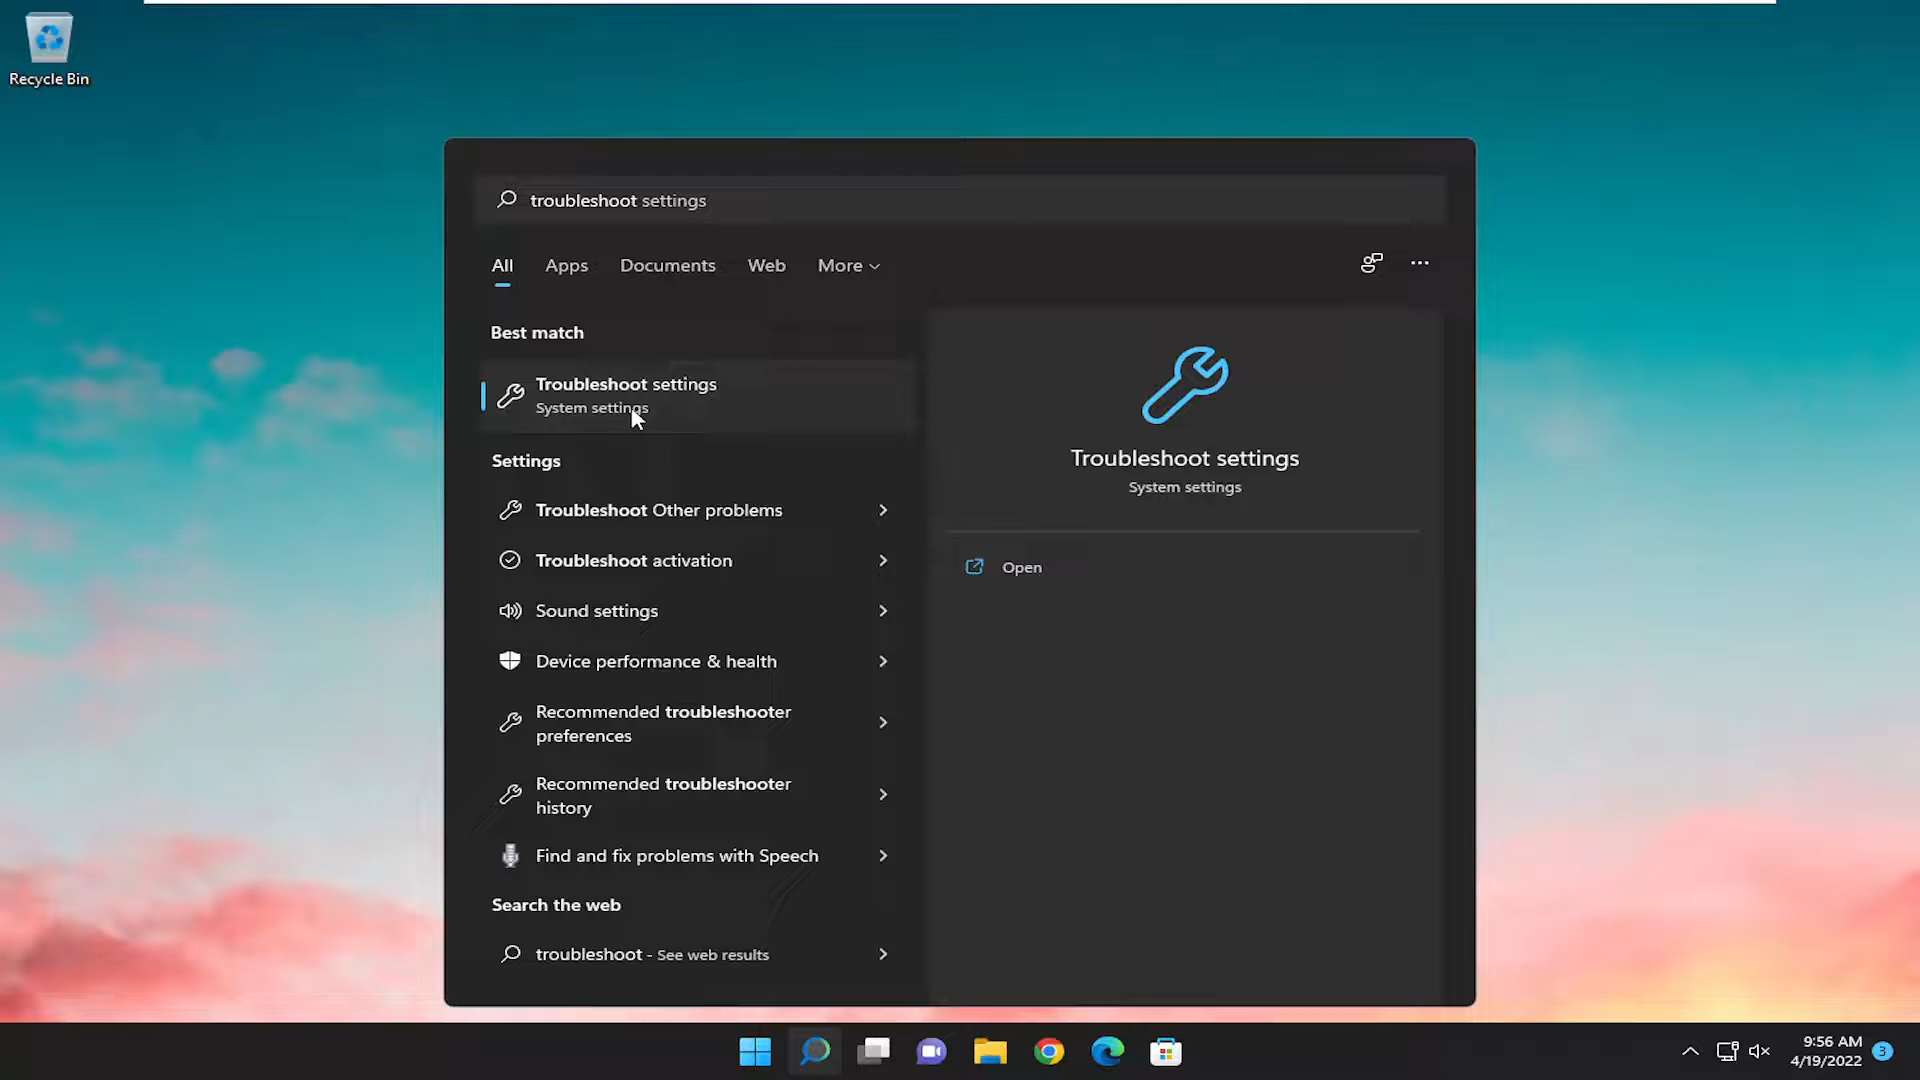 Recycle Bin
troubleshoot settings
All Apps Documents Web More
Best match
Troubleshoot settings
System settings
Settings
Troubleshoot Other problems
Troubleshoot activation
Sound settings
Device performance & health
Recommended troubleshooter
preferences
Recommended troubleshooter
history
Find and fix problems with Speech
Search the web
troubleshoot - See web results
Troubleshoot settings
System settings
Open
9:56 AM
4/19/2022
3